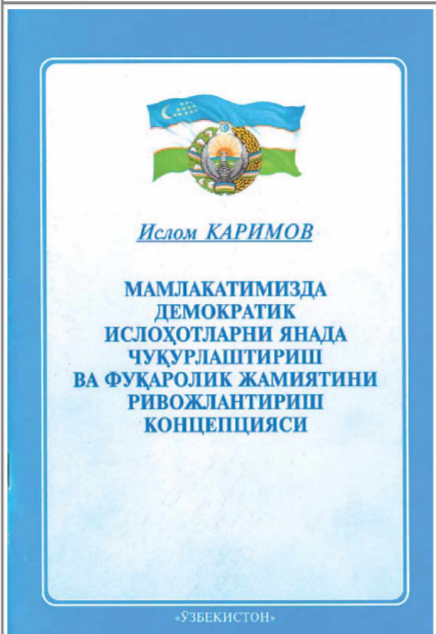 Ислом КАРИМОВ
МАМЛАКАТИМИЗДА
ДЕМОКРАТИК
ИСЛОҲОТЛАРНИ ЯНАДА
ЧУҚУРЛАШТИРИШ
ВА ФУҚАРОЛИК ЖАМИЯТИНИ
РИВОЖЛАНТИРИШ
КОНЦЕПЦИЯСИ
«ЎЗБЕКИСТОН»